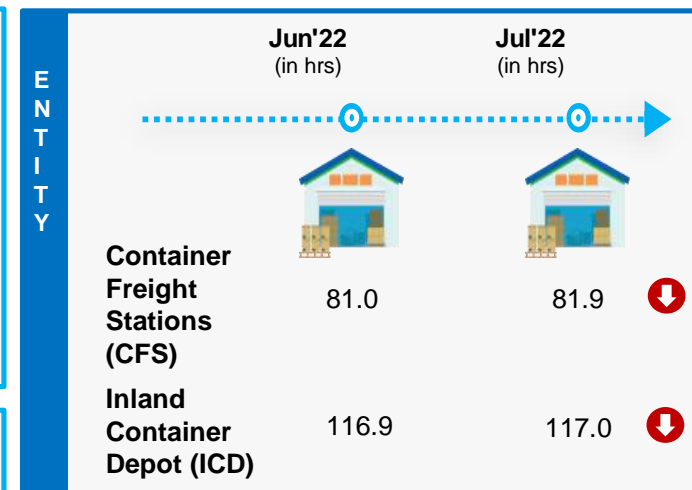 ENTITY
Jun'22 Jul'22
(in hrs) (in hrs)
Container
Freight
Stations
(CFS)
81.0 81.9
Inland
Container
Depot (ICD)
116.9 117.0